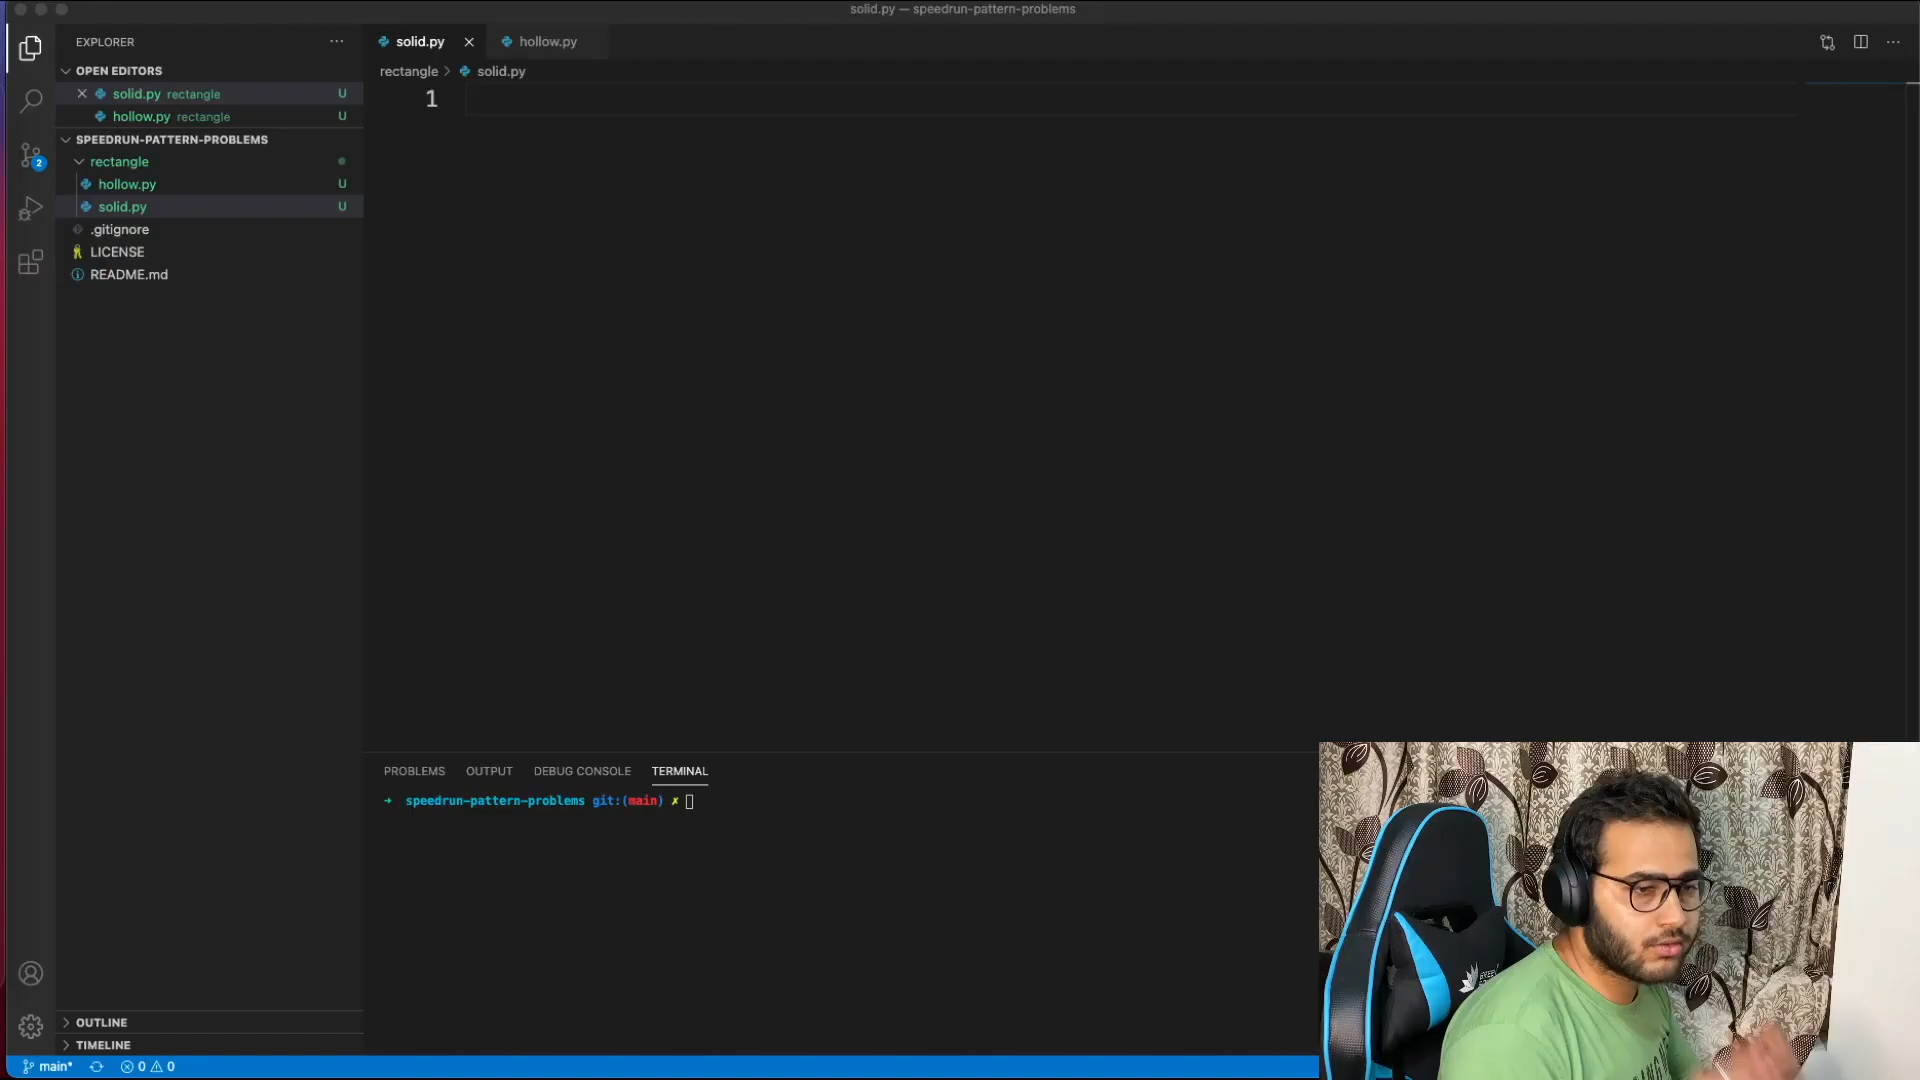 solid.py — speedrun-pattern-problems
EXPLORER
solid.py
hollow.py
OPEN EDITORS
rectangle
solid.py
1
solid.py rectangle U
hollow.py rectangle U
SPEEDRUN-PATTERN-PROBLEMS
rectangle
hollow.py U
2
solid.py U
.gitignore
LICENSE
README.md
PROBLEMS
OUTPUT
DEBUG CONSOLE
TERMINAL
➜ speedrun-pattern-problems git:(main) ✗
OUTLINE
TIMELINE
main*
0
0